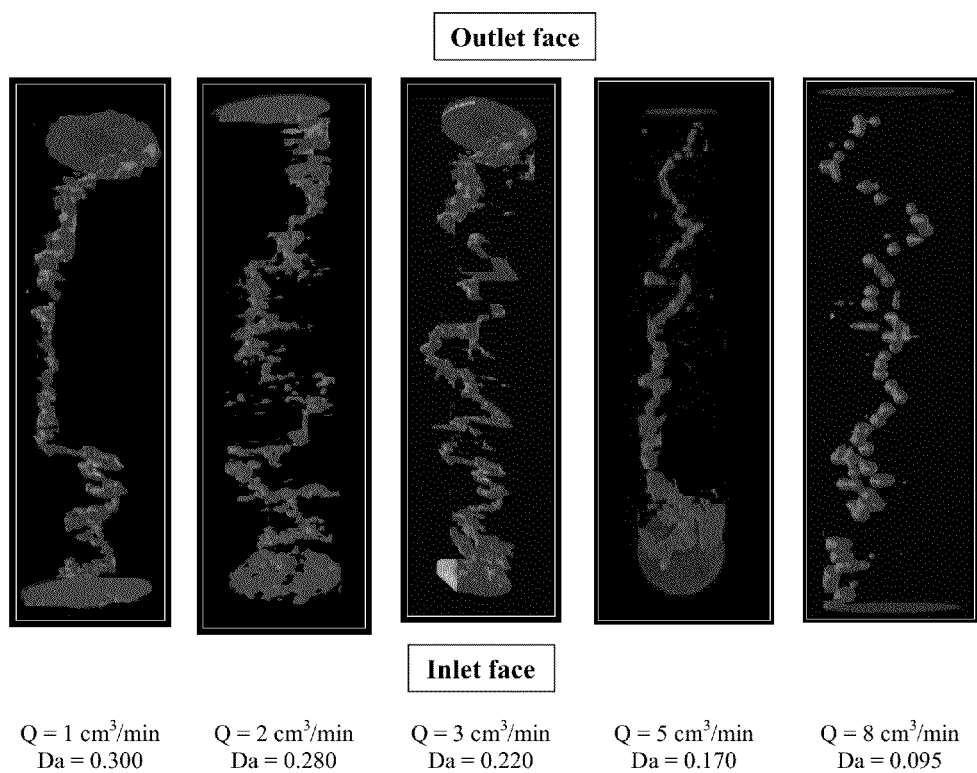 Outlet face
Inlet face
Q = 1 cm³/min
Da = 0.300
Q = 2 cm³/min
Da = 0.280
Q = 3 cm³/min
Da = 0.220
Q = 5 cm³/min
Da = 0.170
Q = 8 cm³/min
Da = 0.095